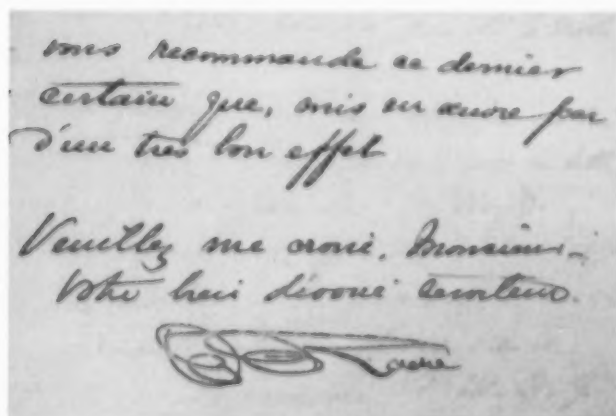 vous recommande ce dernier
certain que, mis en œuvre par
d'un très bon effet
Veuillez me croire, Monsieur,
Votre bien dévoué serviteur.